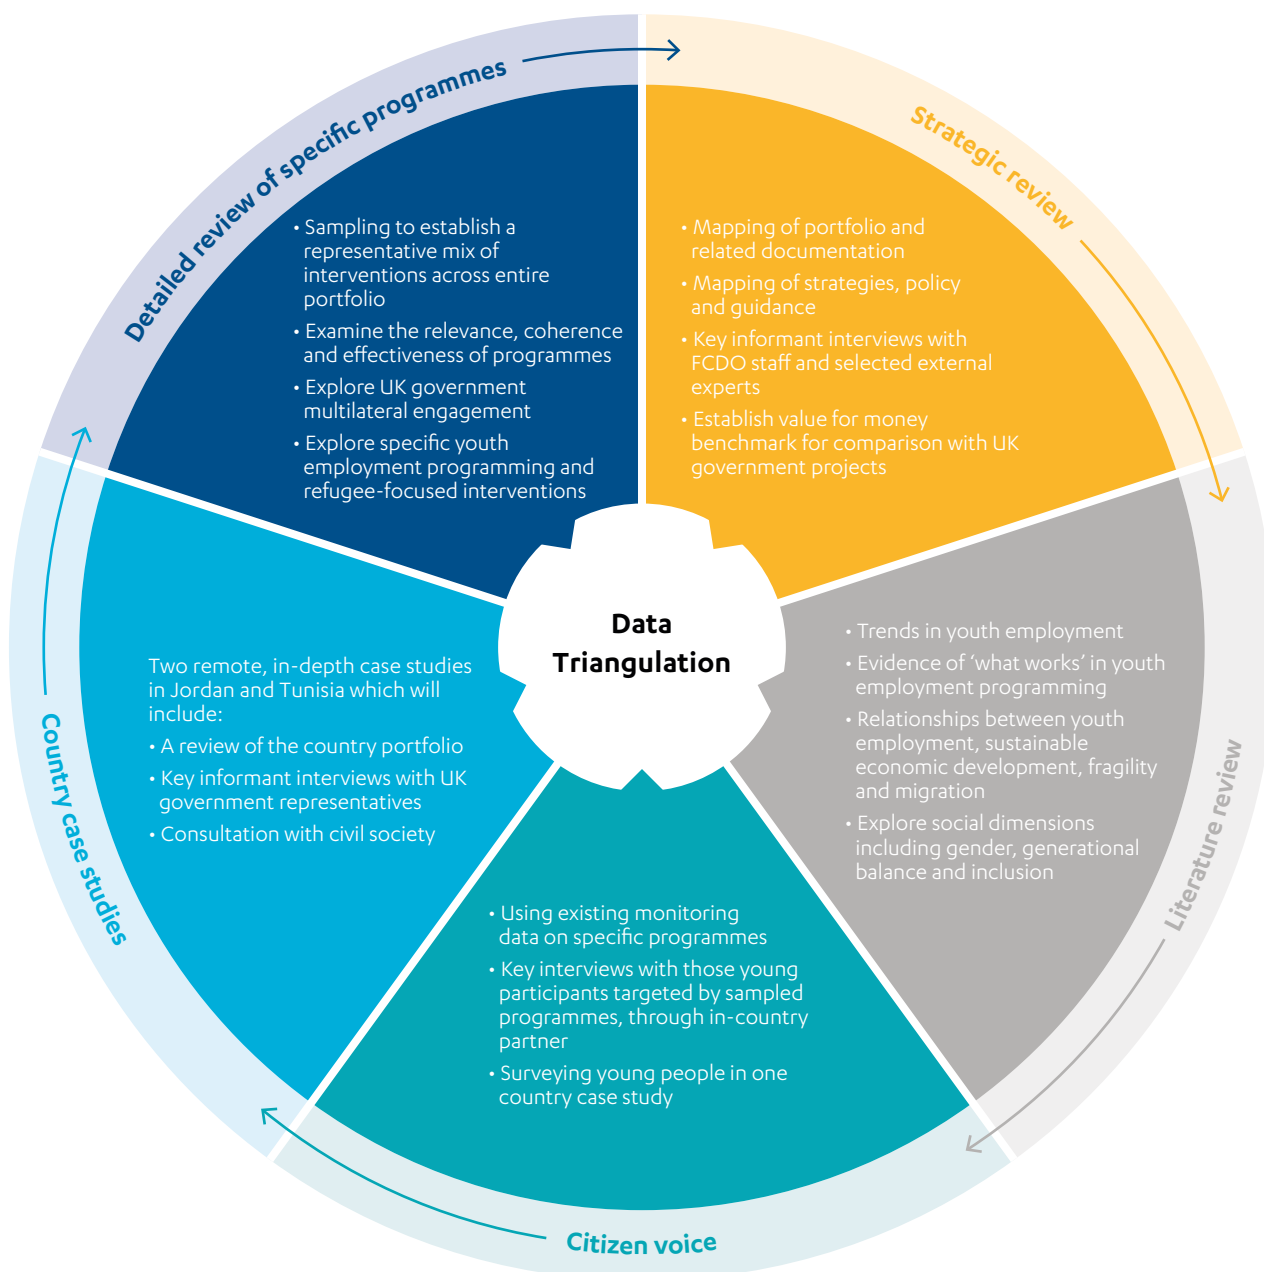 Detailed review of specific programmes
• Sampling to establish a
representative mix of
interventions across entire
portfolio
• Examine the relevance, coherence
and effectiveness of programmes
• Explore UK government
multilateral engagement
• Explore specific youth
employment programming and
refugee-focused interventions
Strategic review
• Mapping of portfolio and
related documentation
• Mapping of strategies, policy
and guidance
• Key informant interviews with
FCDO staff and selected external
experts
• Establish value for money
benchmark for comparison with UK
government projects
Data
Triangulation
Literature review
• Trends in youth employment
• Evidence of ‘what works’ in youth
employment programming
• Relationships between youth
employment, sustainable
economic development, fragility
and migration
• Explore social dimensions
including gender, generational
balance and inclusion
Citizen voice
• Using existing monitoring
data on specific programmes
• Key interviews with those young
participants targeted by sampled
programmes, through in-country
partner
• Surveying young people in one
country case study
Country case studies
Two remote, in-depth case studies
in Jordan and Tunisia which will
include:
• A review of the country portfolio
• Key informant interviews with UK
government representatives
• Consultation with civil society